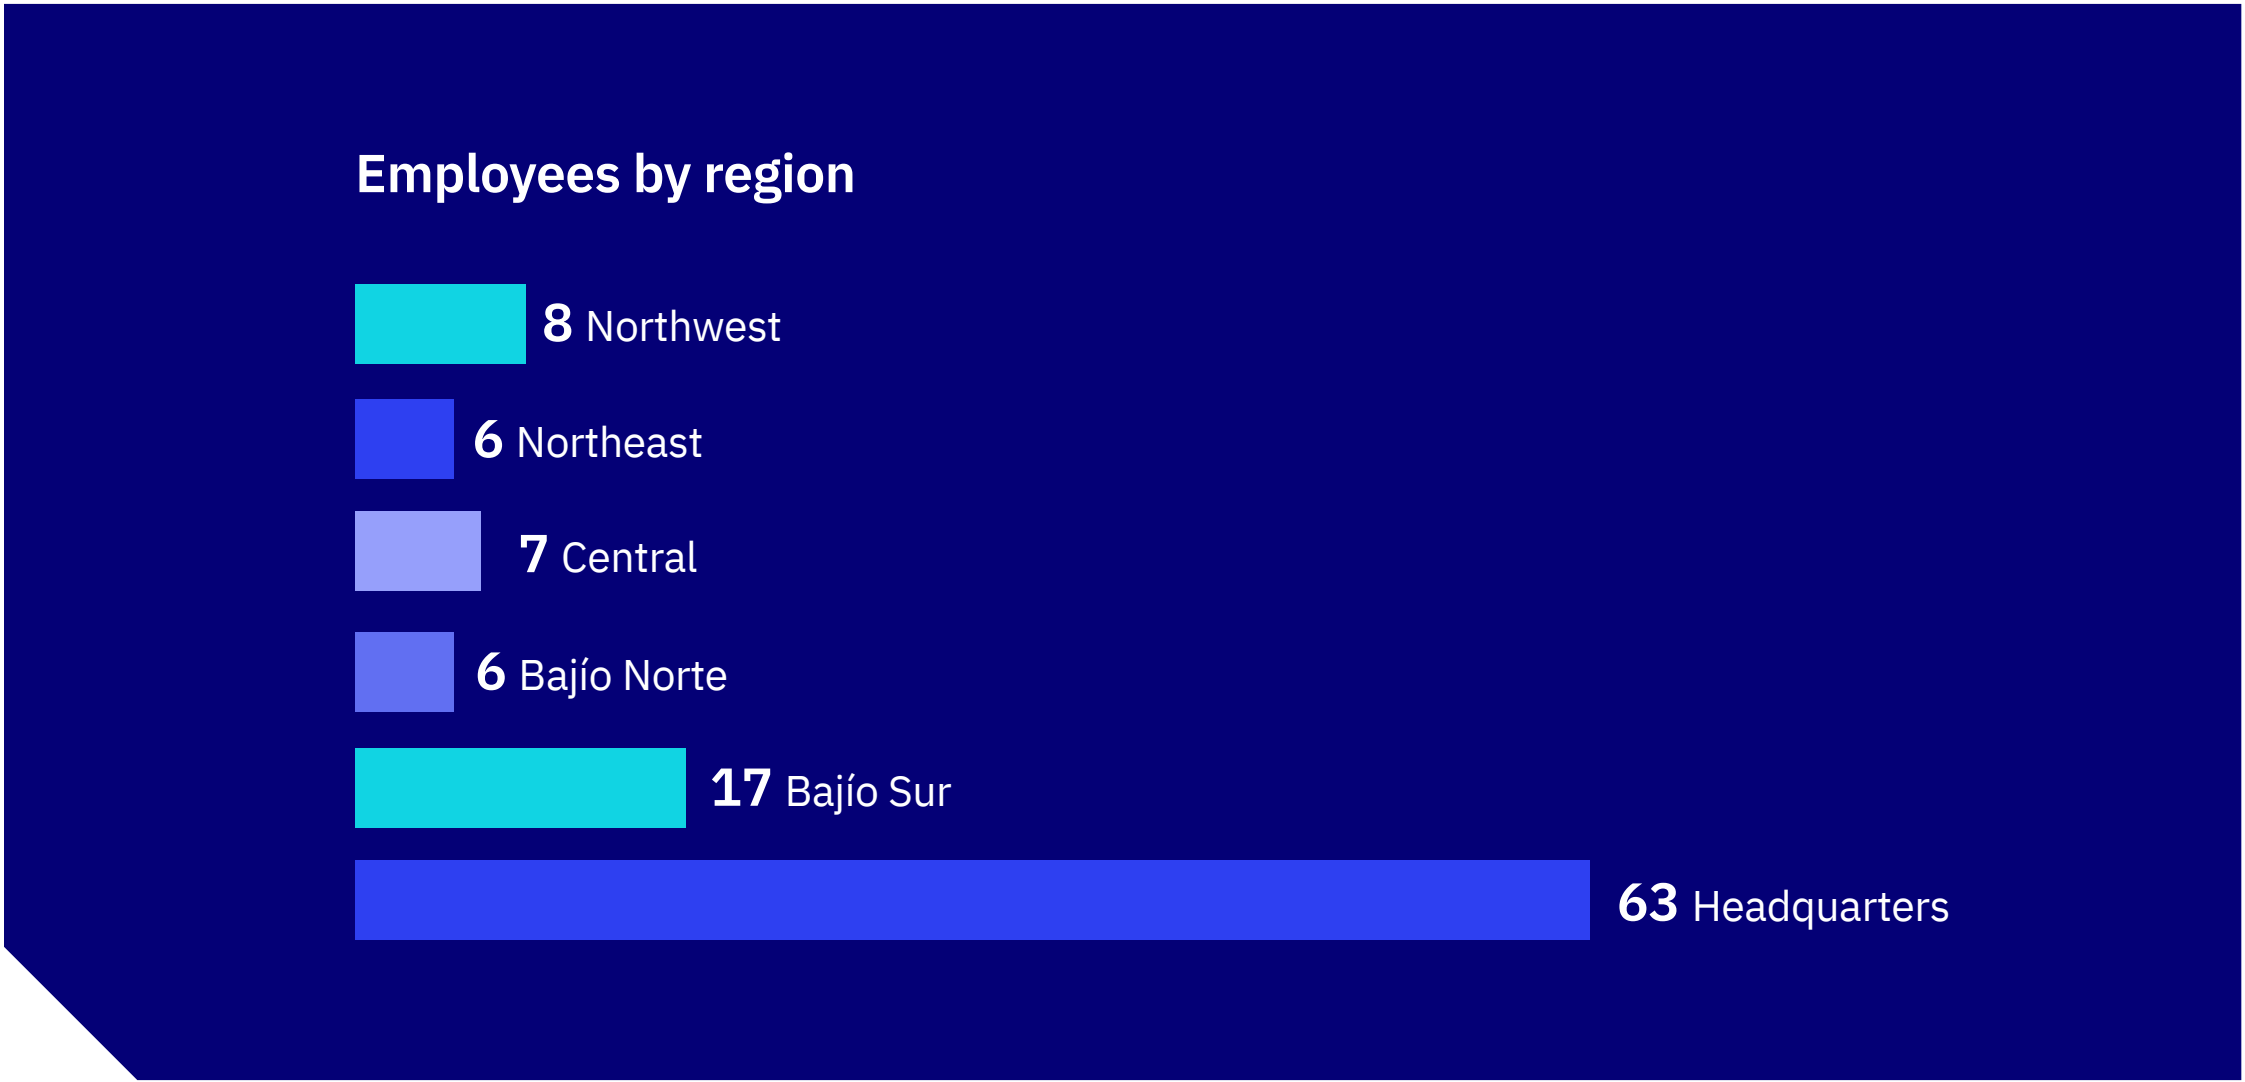 Employees by region
8 Northwest
6 Northeast
7 Central
6 Bajío Norte
17 Bajío Sur
63 Headquarters